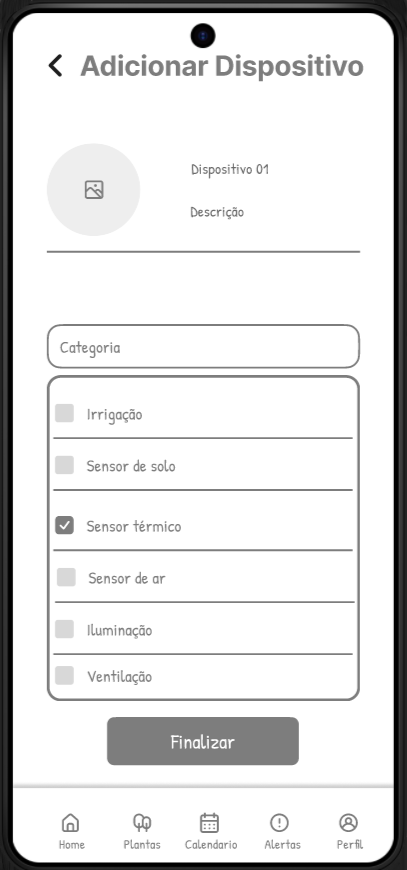 Adicionar Dispositivo
Dispositivo 01
Descrição
Categoria
Irrigação
Sensor de solo
Sensor térmico
Sensor de ar
Iluminação
Ventilação
Finalizar
Home Plantas Calendario Alertas Perfil